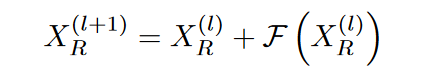 X_R^{(l+1)} = X_R^{(l)} + \mathcal{F}\left(X_R^{(l)}\right)